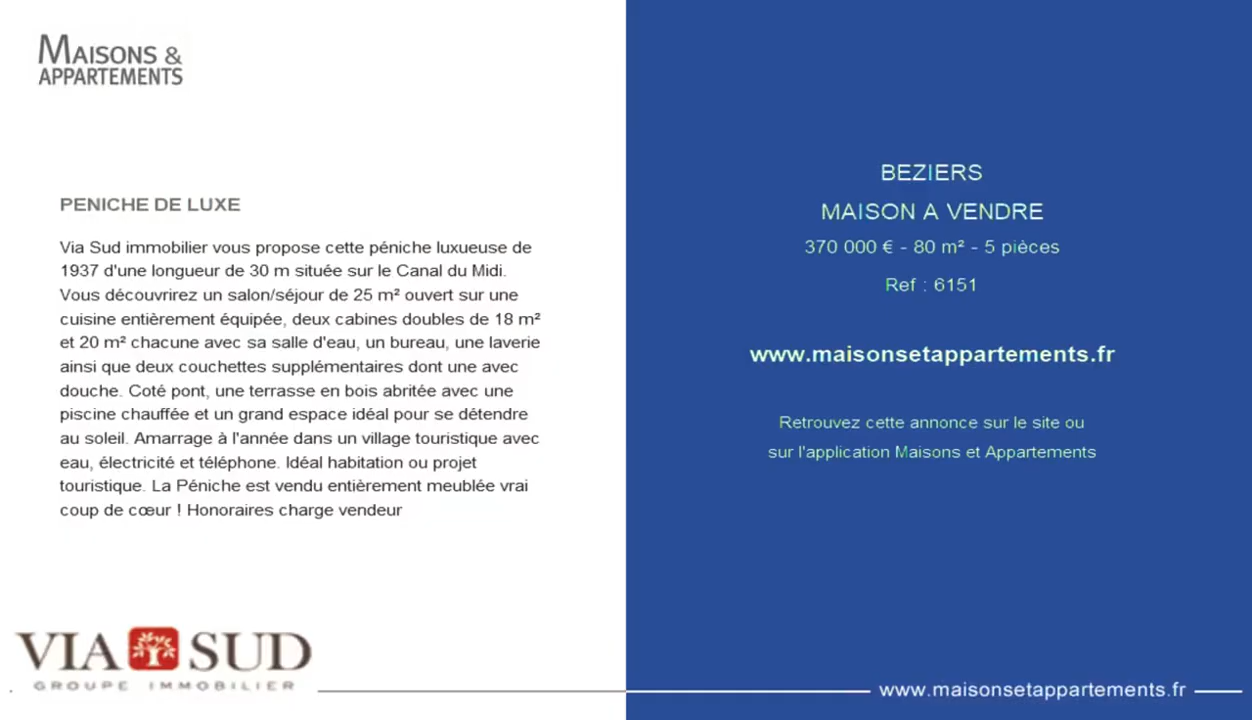 MAISONS &
APPARTEMENTS
PENICHE DE LUXE
Via Sud immobilier vous propose cette péniche luxueuse de
1937 d'une longueur de 30 m située sur le Canal du Midi.
Vous découvrirez un salon/séjour de 25 m² ouvert sur une
cuisine entièrement équipée, deux cabines doubles de 18 m²
et 20 m² chacune avec sa salle d'eau, un bureau, une laverie
ainsi que deux couchettes supplémentaires dont une avec
douche. Coté pont, une terrasse en bois abritée avec une
piscine chauffée et un grand espace idéal pour se détendre
au soleil. Amarrage à l'année dans un village touristique avec
eau, électricité et téléphone. Idéal habitation ou projet
touristique. La Péniche est vendu entièrement meublée vrai
coup de cœur ! Honoraires charge vendeur
VIA SUD
GROUPE IMMOBILIER
BEZIERS
MAISON A VENDRE
370 000 € - 80 m² - 5 pièces
Ref : 6151
www.maisonsetappartements.fr
Retrouvez cette annonce sur le site ou
sur l'application Maisons et Appartements
www.maisonsetappartements.fr